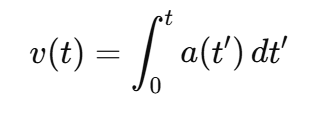 v(t) = ∫₀ᵗ a(t′) dt′